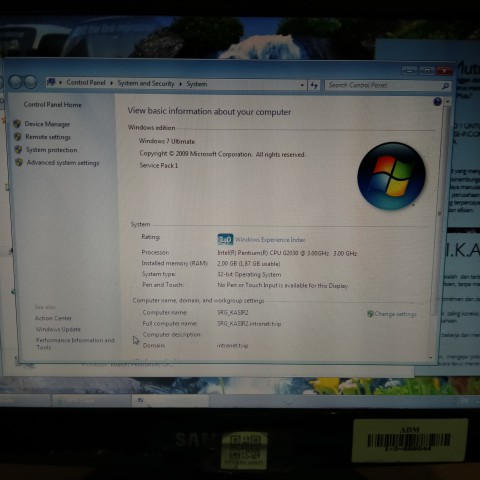 Control Panel ▸ System and Security ▸ System
Search Control Panel
Control Panel Home
Device Manager
Remote settings
System protection
Advanced system settings
View basic information about your computer
Windows edition
Windows 7 Ultimate
Copyright © 2009 Microsoft Corporation. All rights reserved.
Service Pack 1
System
Rating:
Windows Experience Index
Processor:
Intel(R) Pentium(R) CPU G2030 @ 3.00GHz 3.00 GHz
Installed memory (RAM):
2,00 GB (1,87 GB usable)
System type:
32-bit Operating System
Pen and Touch:
No Pen or Touch Input is available for this Display
Computer name, domain, and workgroup settings
Computer name:
SRG_KASIR2
Change settings
Full computer name:
SRG_KASIR2.intranet.tvip
Computer description:
Domain:
intranet.tvip
See also
Action Center
Windows Update
Performance Information and
Tools
ADM